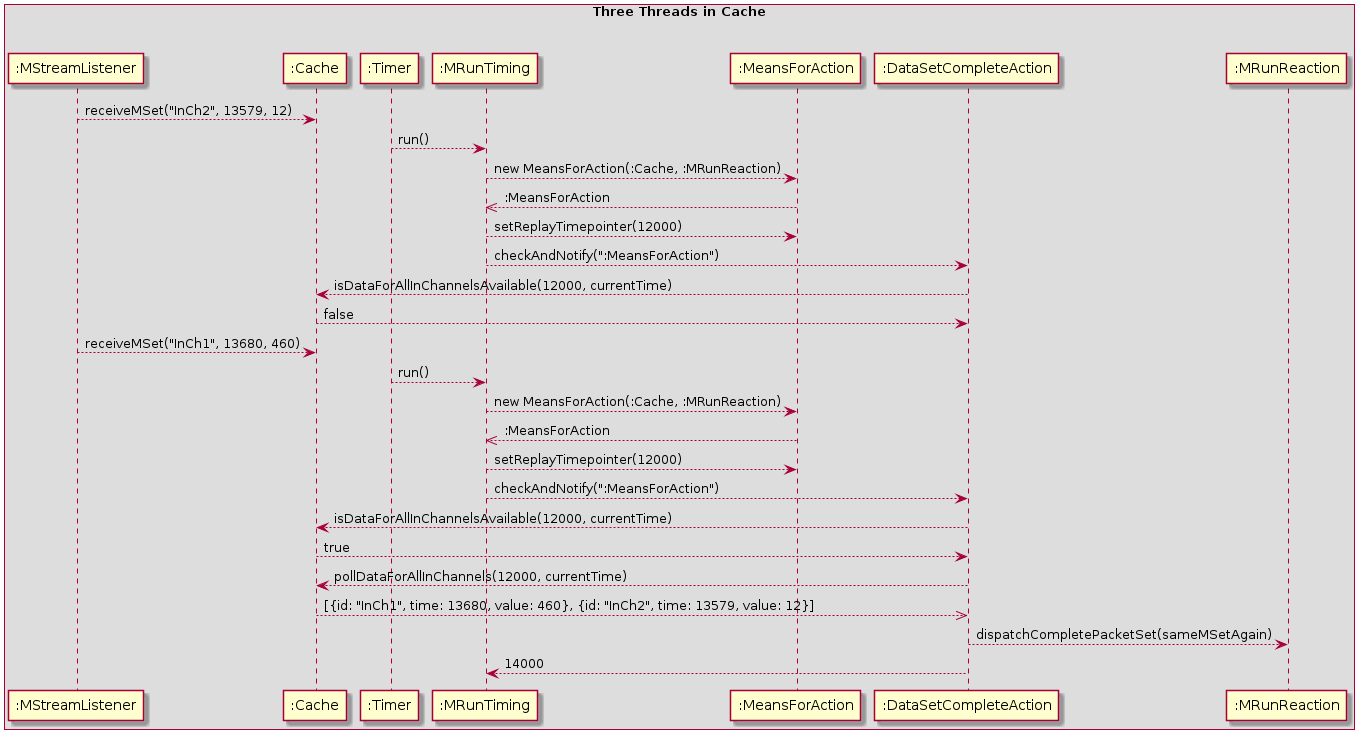 Three Threads in Cache
:MStreamListener :Cache :Timer :MRunTiming :MeansForAction :DataSetCompleteAction :MRunReaction
receiveMSet("InCh2", 13579, 12)
run()
new MeansForAction(:Cache, :MRunReaction)
:MeansForAction
setReplayTimepointer(12000)
checkAndNotify(":MeansForAction")
isDataForAllInChannelsAvailable(12000, currentTime)
false
receiveMSet("InCh1", 13680, 460)
run()
new MeansForAction(:Cache, :MRunReaction)
:MeansForAction
setReplayTimepointer(12000)
checkAndNotify(":MeansForAction")
isDataForAllInChannelsAvailable(12000, currentTime)
true
pollDataForAllInChannels(12000, currentTime)
[{id: "InCh1", time: 13680, value: 460}, {id: "InCh2", time: 13579, value: 12}]
dispatchCompletePacketSet(sameMSetAgain)
14000
:MStreamListener :Cache :Timer :MRunTiming :MeansForAction :DataSetCompleteAction :MRunReaction